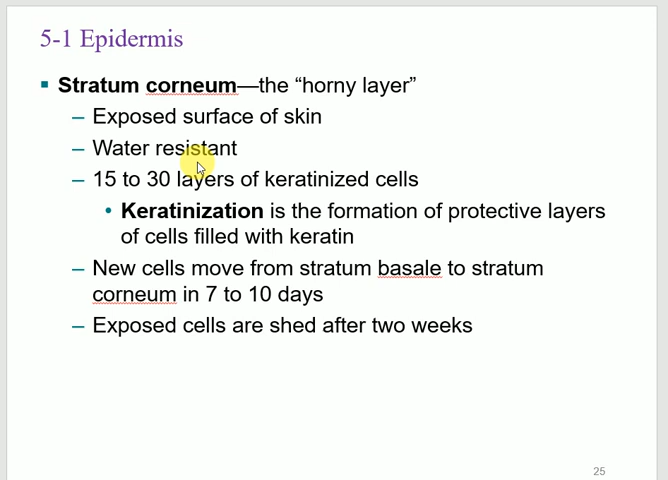 5-1 Epidermis
▪ Stratum corneum—the “horny layer”
– Exposed surface of skin
– Water resistant
– 15 to 30 layers of keratinized cells
• Keratinization is the formation of protective layers
of cells filled with keratin
– New cells move from stratum basale to stratum
corneum in 7 to 10 days
– Exposed cells are shed after two weeks
25